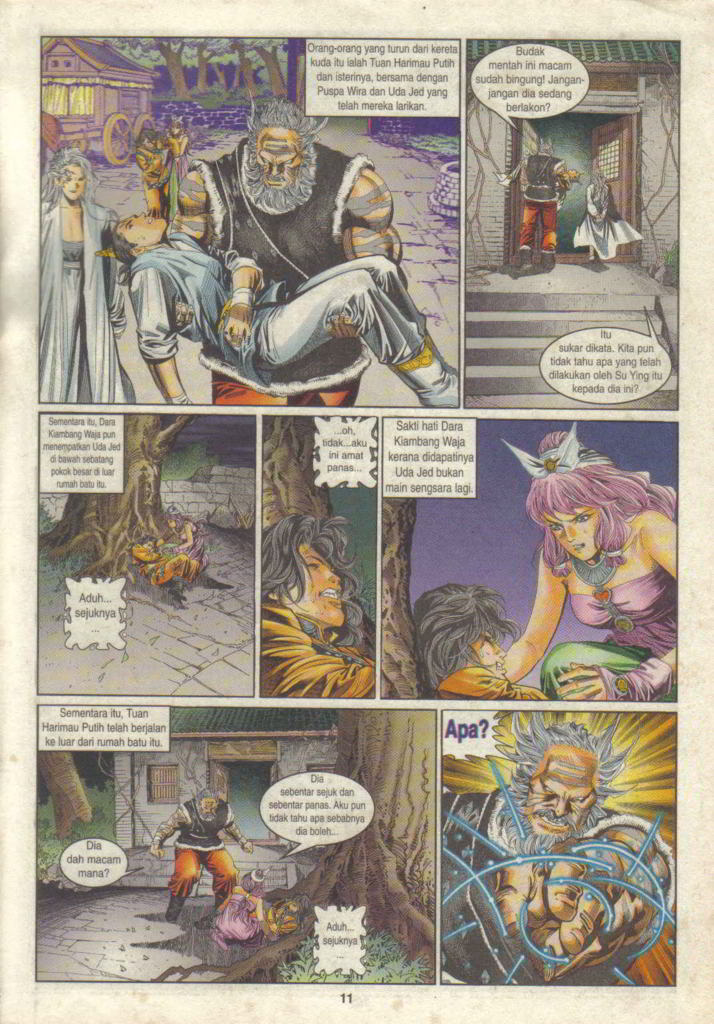 Orang-orang yang turun dari kereta
kuda itu ialah Tuan Harimau Putih
dan isterinya, bersama dengan
Puspa Wira dan Uda Jed yang
telah mereka larikan.
Budak
mentah ini macam
sudah bingung! Jangan-
jangan dia sedang
berlakon?
Itu
sukar dikata. Kita pun
tidak tahu apa yang telah
dilakukan oleh Su Ying itu
kepada dia ini?
Sementara itu, Dara
Kiambang Waja pun
menempatkan Uda Jed
di bawah sebatang
pokok besar di luar
rumah batu itu.
Aduh...
sejuknya
...
...oh,
tidak...aku
ini amat
panas...
Sakti hati Dara
Kiambang Waja
kerana didapatinya
Uda Jed bukan
main sengsara lagi.
Sementara itu, Tuan
Harimau Putih telah berjalan
ke luar dari rumah batu itu.
Dia
dah macam
mana?
Dia
sebentar sejuk dan
sebentar panas. Aku pun
tidak tahu apa sebabnya
dia boleh...
Aduh...
sejuknya
...
Apa?
11